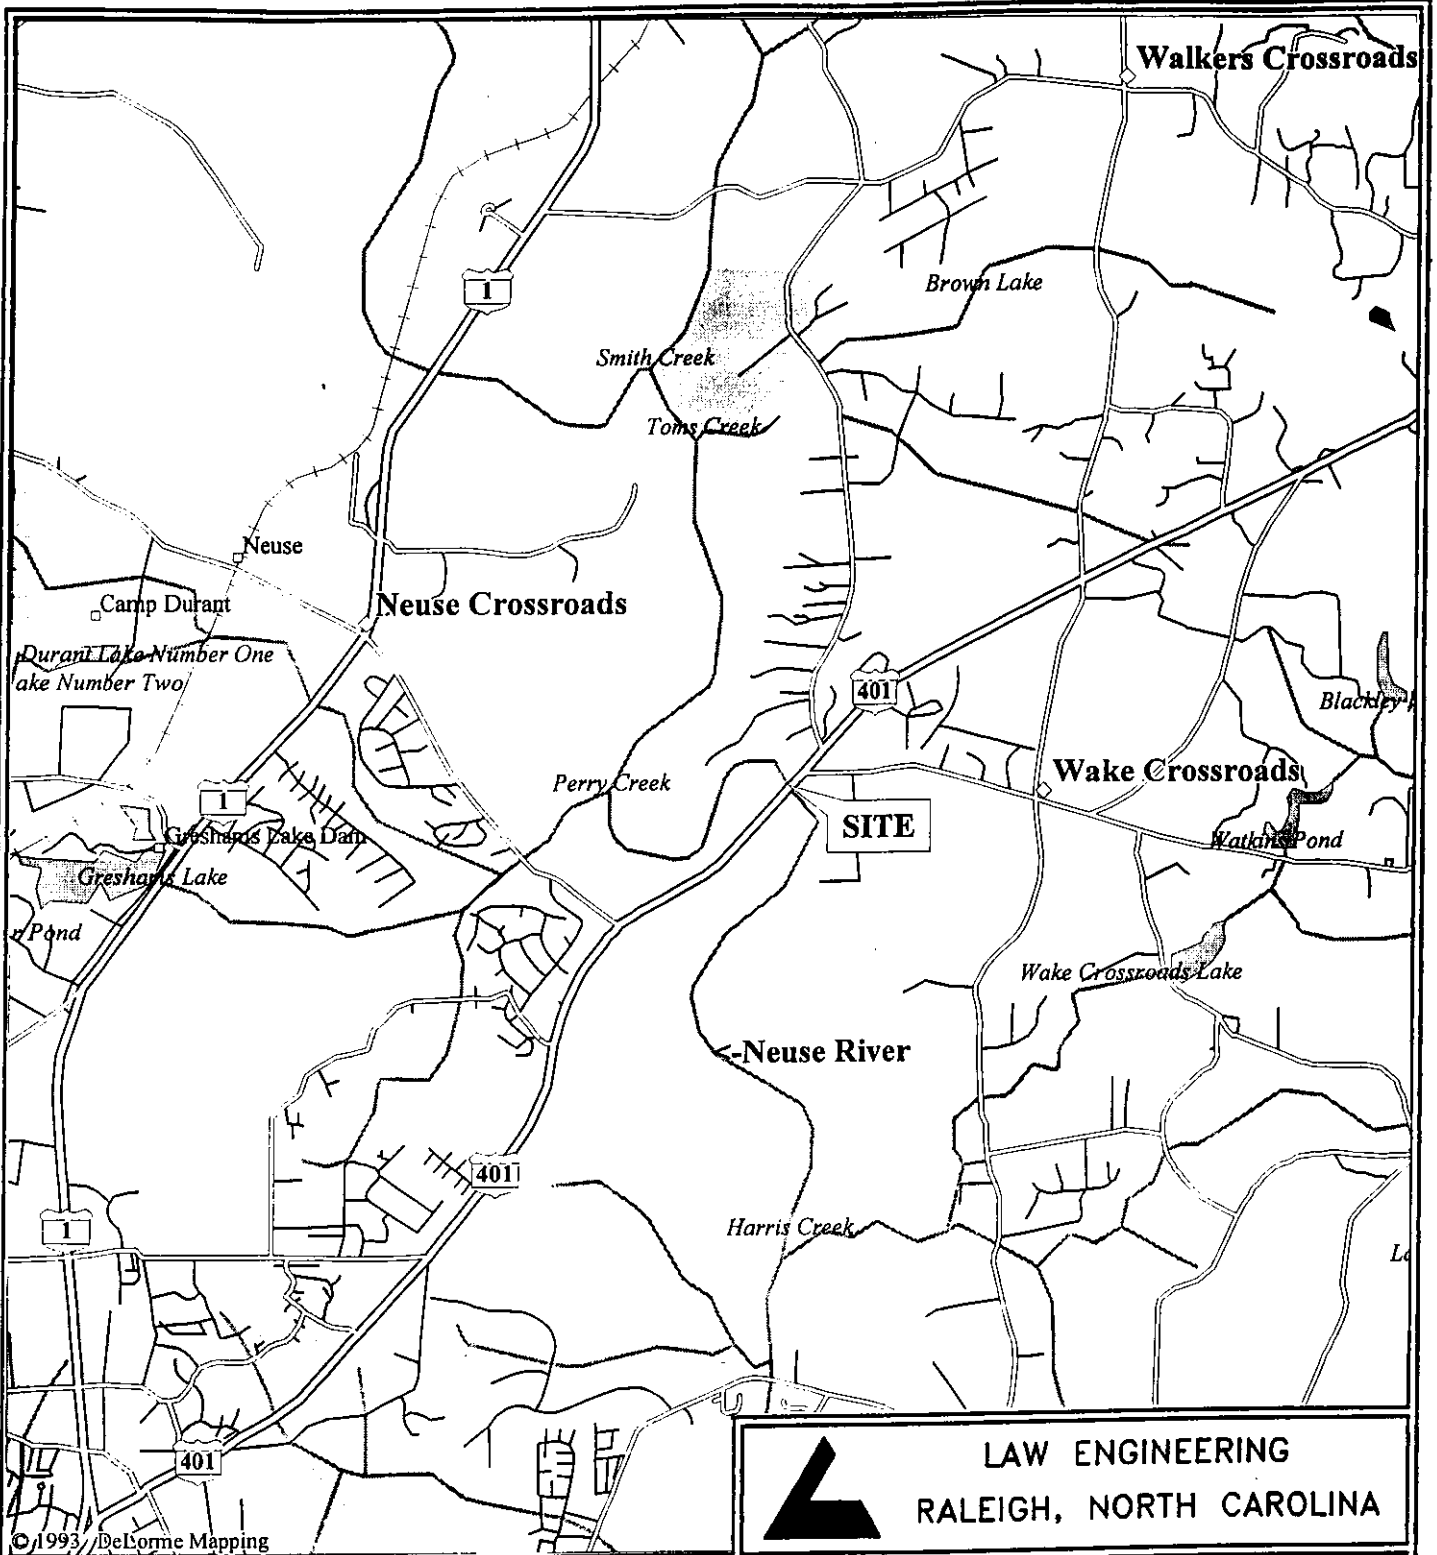 Walkers Crossroads
1
Brown Lake
Smith Creek
Toms Creek
Neuse
Camp Durant
Neuse Crossroads
Durant Lake Number One
ake Number Two
401
Blackley
Perry Creek
Wake Crossroads
1
SITE
Greshams Lake Dam
Watkins Pond
Greshams Lake
Pond
Wake Crossroads Lake
<-Neuse River
401
1
Harris Creek
401
LAW ENGINEERING
RALEIGH, NORTH CAROLINA
© 1993 DeLorme Mapping